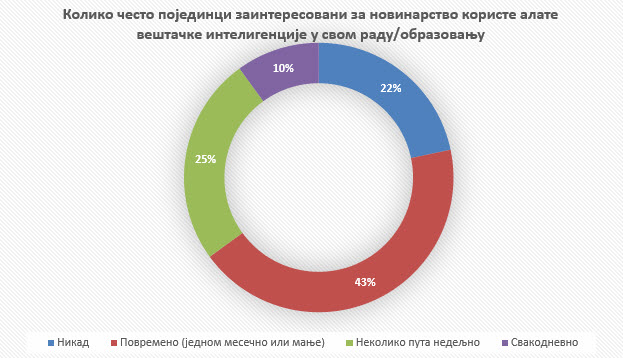 Колико често појединци заинтересовани за новинарство користе алате
вештачке интелигенције у свом раду/образовању
10%
22%
25%
43%
Никад
Повремено (једном месечно или мање)
Неколико пута недељно
Свакодневно